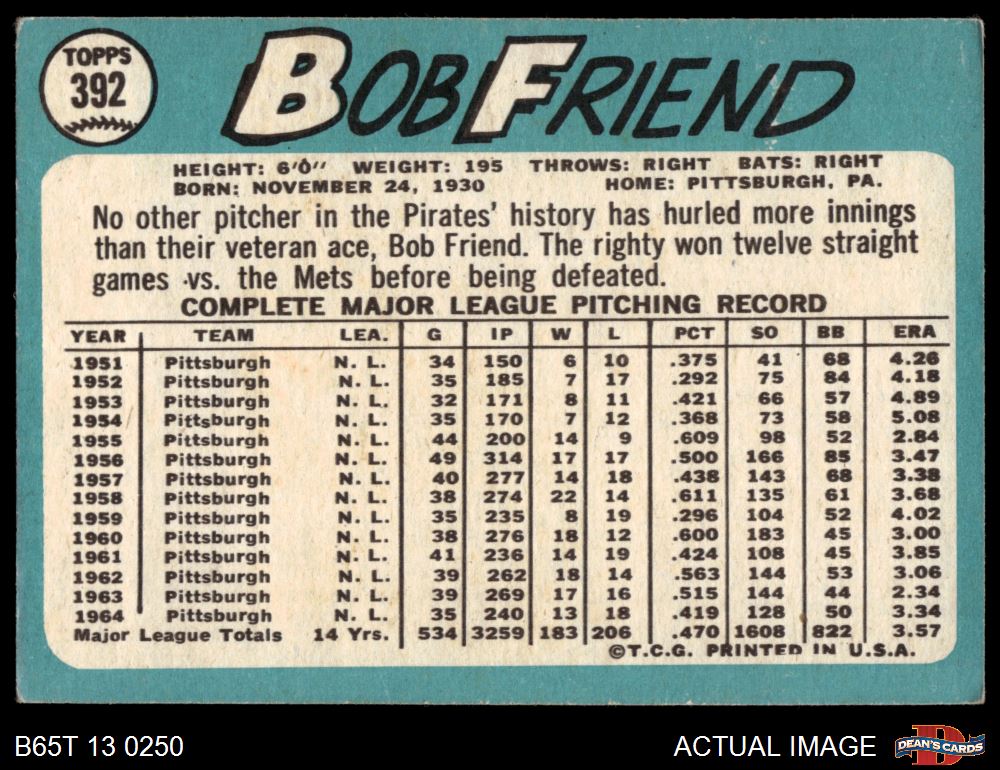 TOPPS
392
BOB FRIEND
HEIGHT: 6'0" WEIGHT: 195 THROWS: RIGHT BATS: RIGHT
BORN: NOVEMBER 24, 1930 HOME: PITTSBURGH, PA.
No other pitcher in the Pirates' history has hurled more innings
than their veteran ace, Bob Friend. The righty won twelve straight
games vs. the Mets before being defeated.
COMPLETE MAJOR LEAGUE PITCHING RECORD
YEAR TEAM LEA. G IP W L PCT SO BB ERA
1951 Pittsburgh N. L. 34 150 6 10 .375 41 68 4.26
1952 Pittsburgh N. L. 35 185 7 17 .292 75 84 4.18
1953 Pittsburgh N. L. 32 171 8 11 .421 66 57 4.89
1954 Pittsburgh N. L. 35 170 7 12 .368 73 58 5.08
1955 Pittsburgh N. L. 44 200 14 9 .609 98 52 2.84
1956 Pittsburgh N. L. 49 314 17 17 .500 166 85 3.47
1957 Pittsburgh N. L. 40 277 14 18 .438 143 68 3.38
1958 Pittsburgh N. L. 38 274 22 14 .611 135 61 3.68
1959 Pittsburgh N. L. 35 235 8 19 .296 104 52 4.02
1960 Pittsburgh N. L. 38 276 18 12 .600 183 45 3.00
1961 Pittsburgh N. L. 41 236 14 19 .424 108 45 3.85
1962 Pittsburgh N. L. 39 262 18 14 .563 144 53 3.06
1963 Pittsburgh N. L. 39 269 17 16 .515 144 44 2.34
1964 Pittsburgh N. L. 35 240 13 18 .419 128 50 3.34
Major League Totals 14 Yrs. 534 3259 183 206 .470 1608 822 3.57
©T.C.G. PRINTED IN U.S.A.
B65T 13 0250 ACTUAL IMAGE
D
DEAN'S CARDS